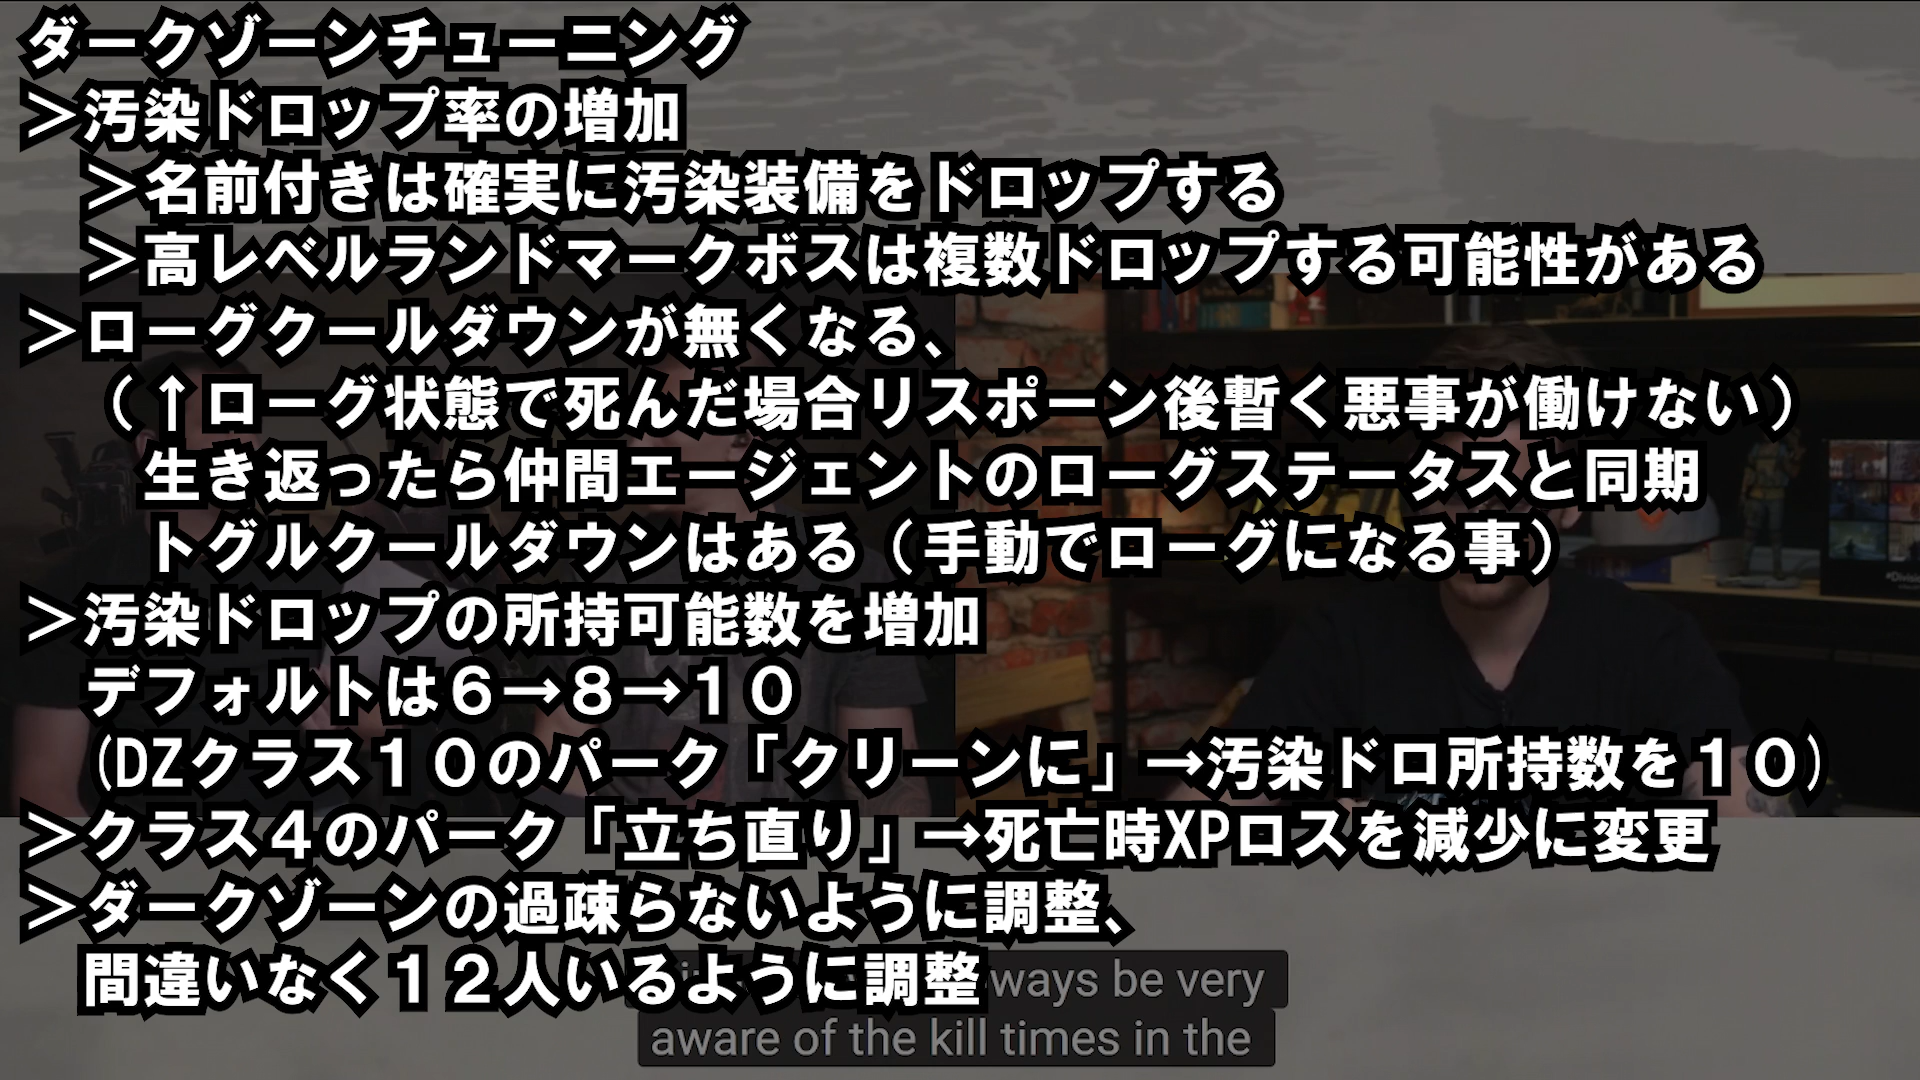 ダークゾーンチューニング
＞汚染ドロップ率の増加
＞名前付きは確実に汚染装備をドロップする
＞高レベルランドマークボスは複数ドロップする可能性がある
＞ローグクールダウンが無くなる、
（↑ローグ状態で死んだ場合リスポーン後暫く悪事が働けない）
生き返ったら仲間エージェントのローグステータスと同期
トグルクールダウンはある（手動でローグになる事）
＞汚染ドロップの所持可能数を増加
デフォルトは６→８→１０
(DZクラス１０のパーク「クリーンに」→汚染ドロ所持数を１０)
＞クラス４のパーク「立ち直り」→死亡時XPロスを減少に変更
＞ダークゾーンの過疎らないように調整、
間違いなく１２人いるように調整
ways be very
aware of the kill times in the